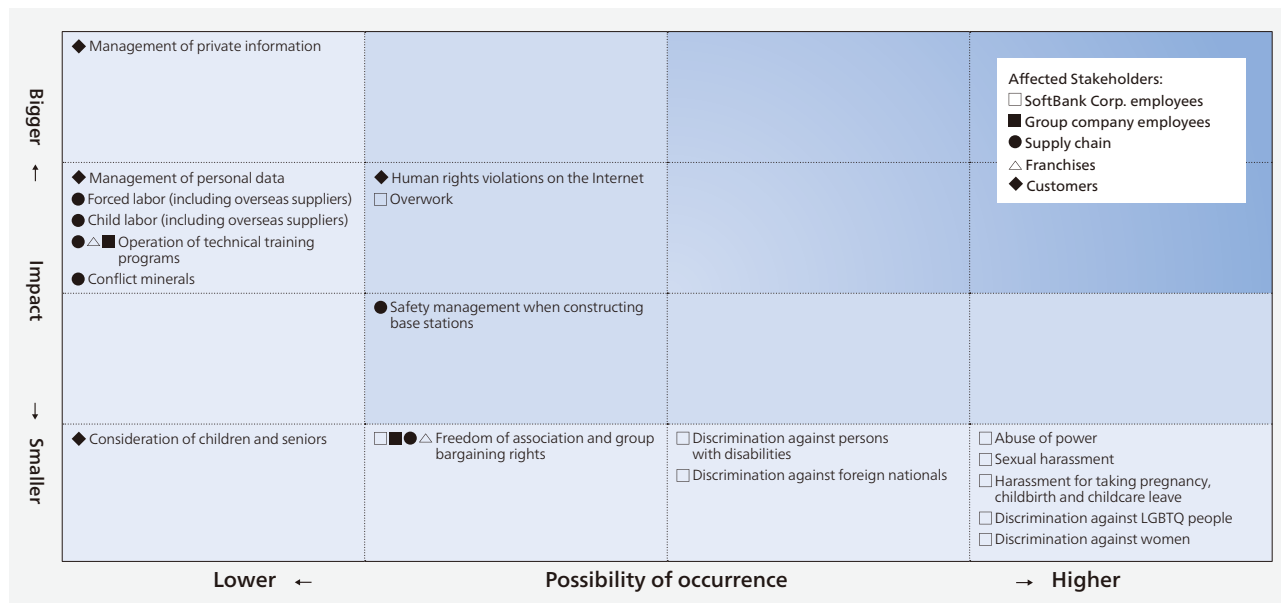 ◆ Management of private information
Affected Stakeholders:
□ SoftBank Corp. employees
■ Group company employees
● Supply chain
△ Franchises
◆ Customers
Bigger
↑
Impact
↓
Smaller
◆ Management of personal data
● Forced labor (including overseas suppliers)
● Child labor (including overseas suppliers)
●△■ Operation of technical training
programs
● Conflict minerals
◆ Human rights violations on the Internet
□ Overwork
● Safety management when constructing
base stations
◆ Consideration of children and seniors
□■●△ Freedom of association and group
bargaining rights
□ Discrimination against persons
with disabilities
□ Discrimination against foreign nationals
□ Abuse of power
□ Sexual harassment
□ Harassment for taking pregnancy,
childbirth and childcare leave
□ Discrimination against LGBTQ people
□ Discrimination against women
Lower ← Possibility of occurrence → Higher